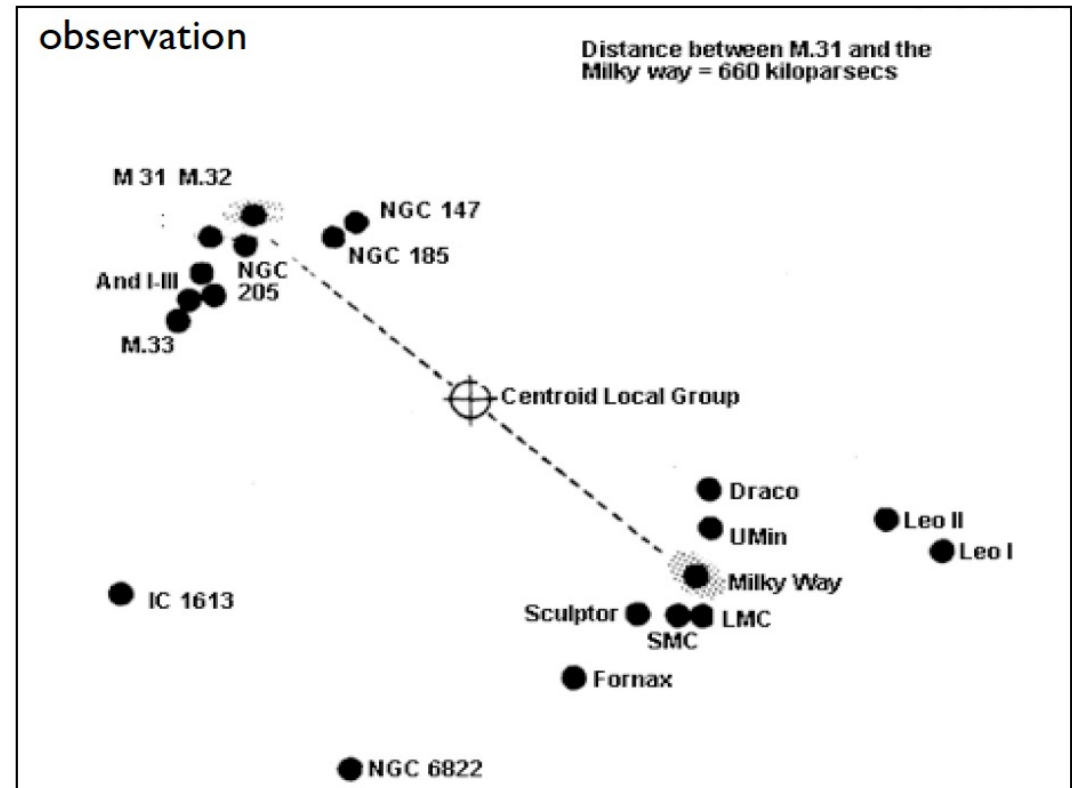 observation
Distance between M.31 and the
Milky way = 660 kiloparsecs
M 31 M.32
NGC 147
NGC 185
NGC
205
And I-III
M.33
Centroid Local Group
Draco
UMin
Leo II
Leo I
Milky Way
IC 1613
Sculptor
SMC
LMC
Fornax
NGC 6822